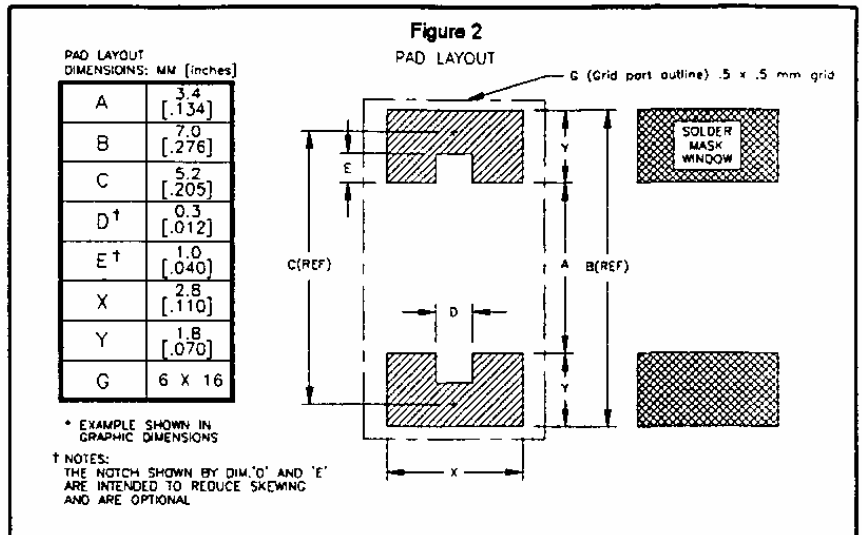 Figure 2
PAD LAYOUT
PAD LAYOUT
DIMENSIOINS: MM [inches]
A 3.4 [.134]
B 7.0 [.276]
C 5.2 [.205]
D† 0.3 [.012]
E† 1.0 [.040]
X 2.8 [.110]
Y 1.8 [.070]
G 6 X 16
* EXAMPLE SHOWN IN
GRAPHIC DIMENSIONS
† NOTES:
THE NOTCH SHOWN BY DIM.'D' AND 'E'
ARE INTENDED TO REDUCE SKEWING
AND ARE OPTIONAL
G (Grid part outline) .5 x .5 mm grid
E
Y
C(REF)
A
B(REF)
D
Y
X
SOLDER
MASK
WINDOW